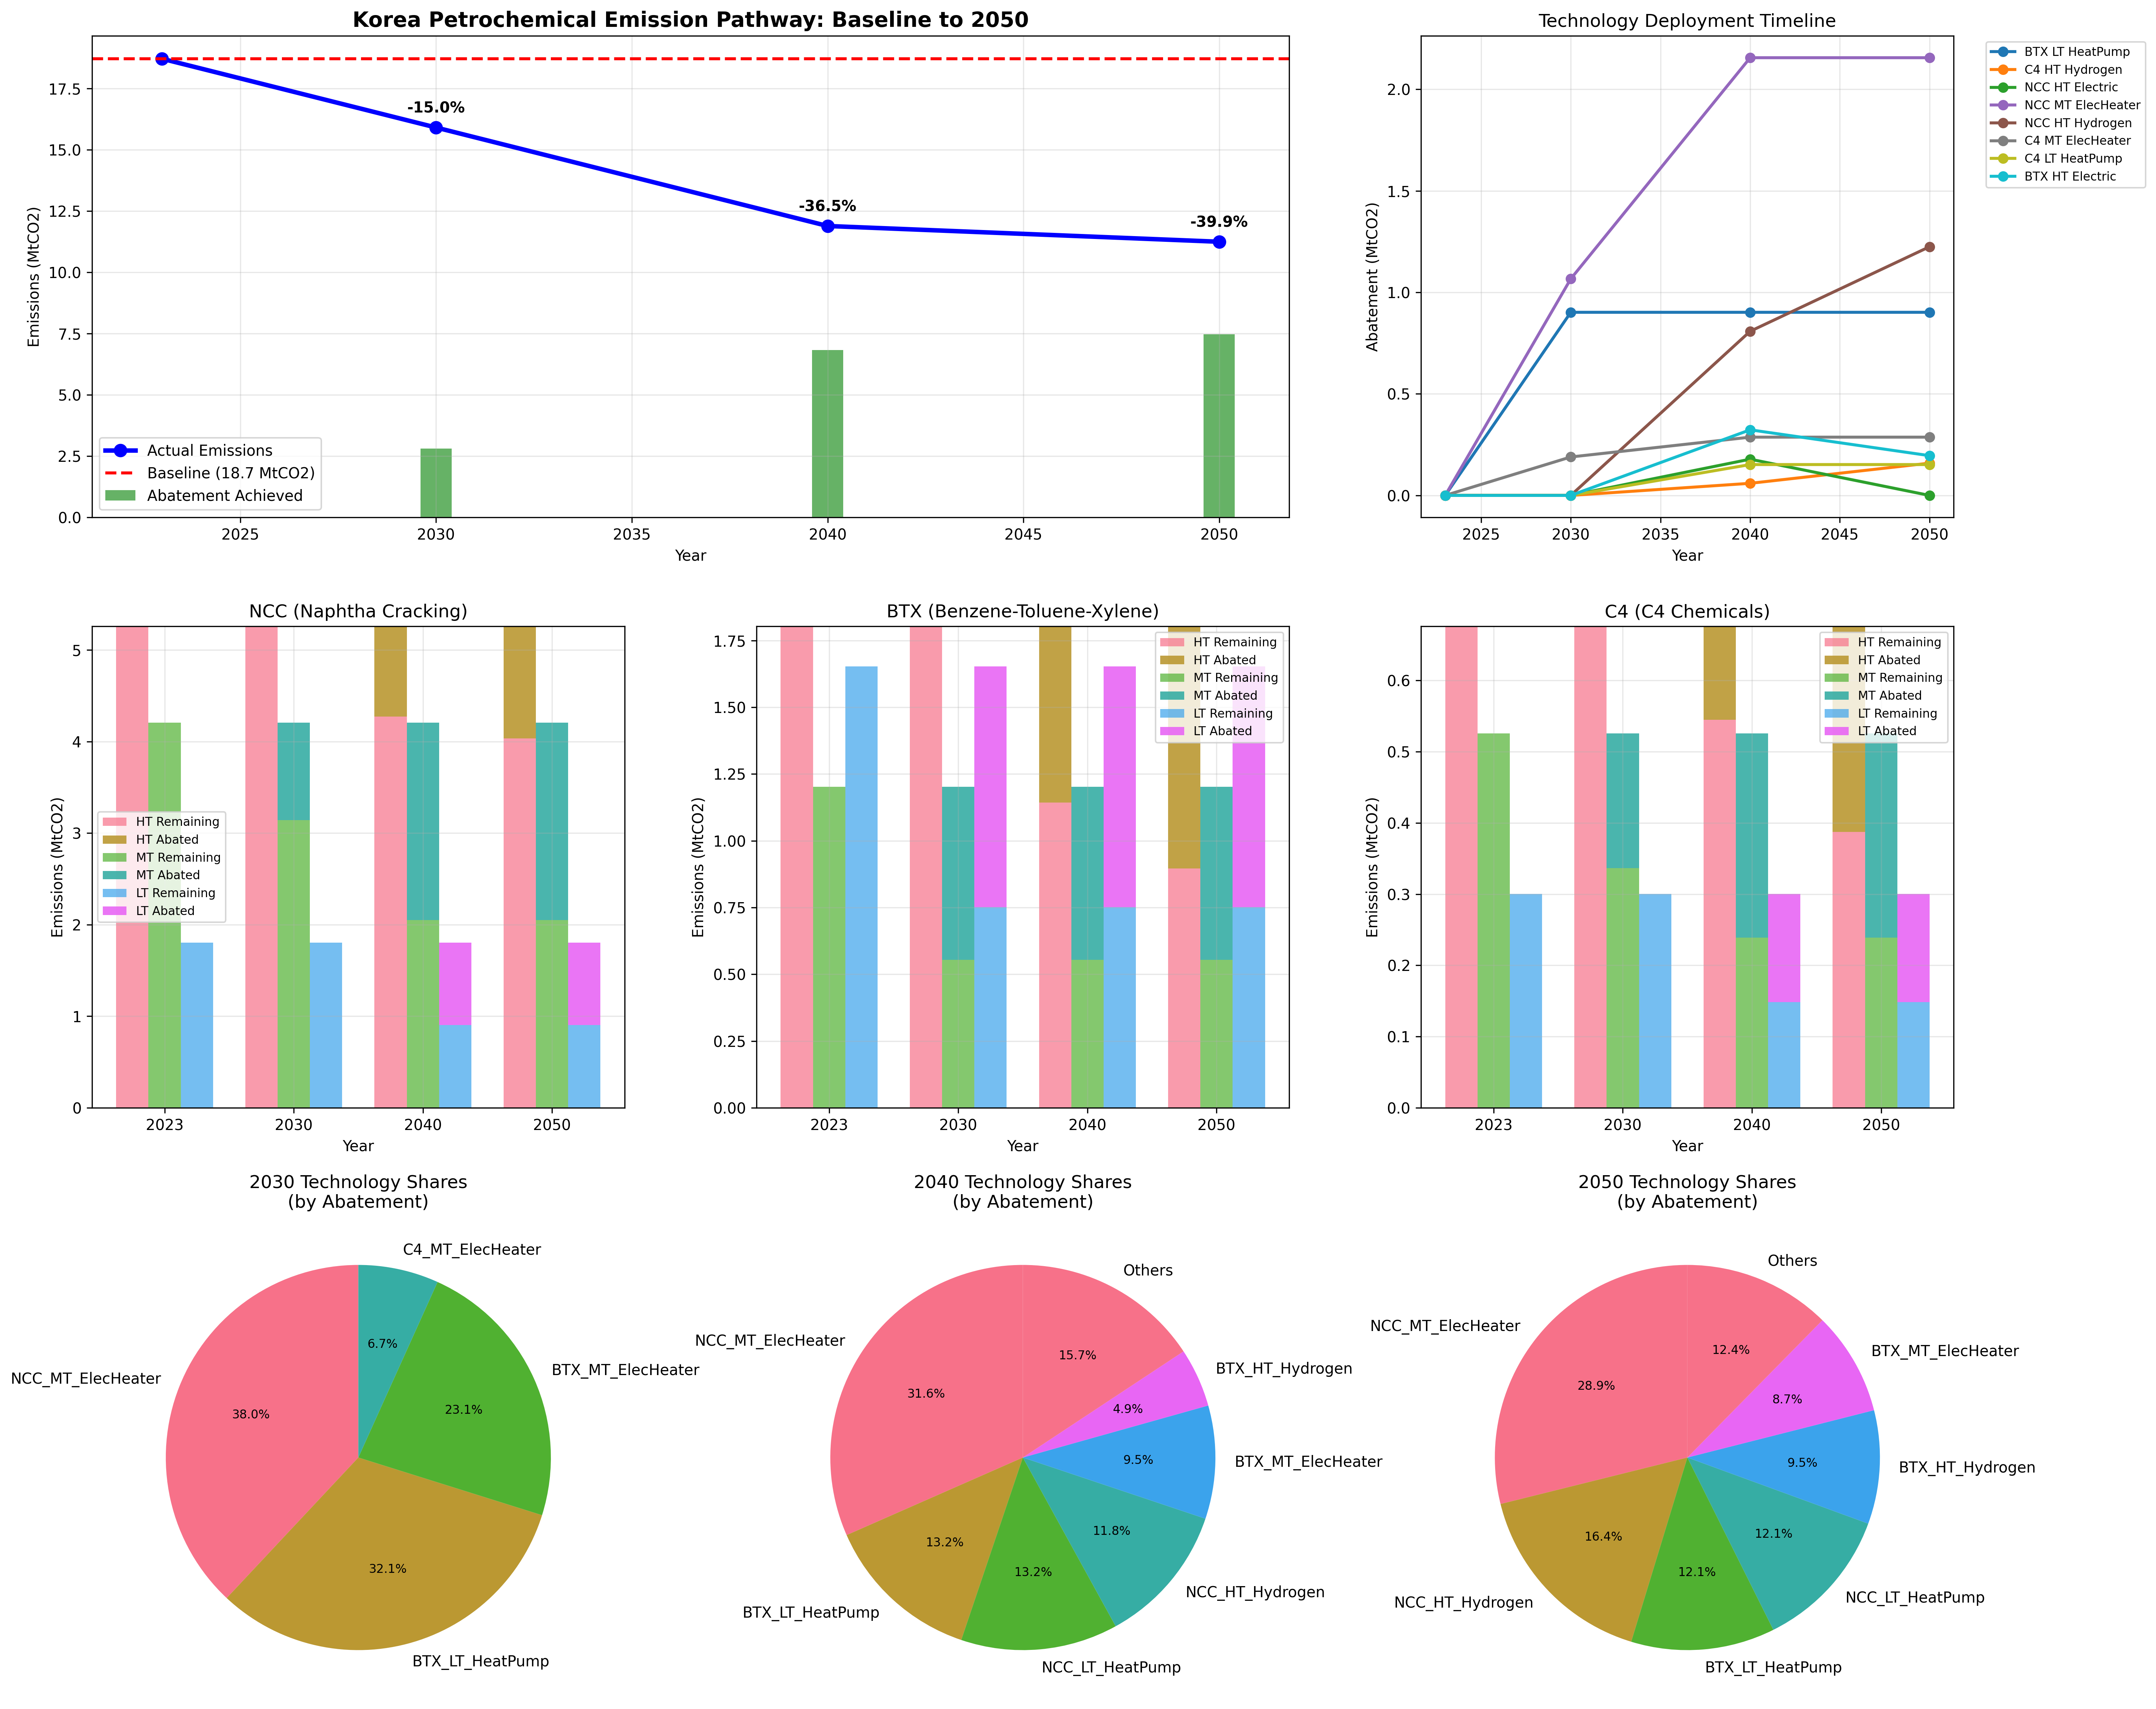 Korea Petrochemical Emission Pathway: Baseline to 2050
Emissions (MtCO2)
17.5
15.0
12.5
10.0
7.5
5.0
2.5
0.0
-15.0%
-36.5%
-39.9%
Actual Emissions
Baseline (18.7 MtCO2)
Abatement Achieved
2025 2030 2035 2040 2045 2050
Year
Technology Deployment Timeline
Abatement (MtCO2)
2.0
1.5
1.0
0.5
0.0
2025 2030 2035 2040 2045 2050
Year
BTX LT HeatPump
C4 HT Hydrogen
NCC HT Electric
NCC MT ElecHeater
NCC HT Hydrogen
C4 MT ElecHeater
C4 LT HeatPump
BTX HT Electric
NCC (Naphtha Cracking)
Emissions (MtCO2)
5
4
3
2
1
0
HT Remaining
HT Abated
MT Remaining
MT Abated
LT Remaining
LT Abated
2023 2030 2040 2050
Year
BTX (Benzene-Toluene-Xylene)
Emissions (MtCO2)
1.75
1.50
1.25
1.00
0.75
0.50
0.25
0.00
HT Remaining
HT Abated
MT Remaining
MT Abated
LT Remaining
LT Abated
2023 2030 2040 2050
Year
C4 (C4 Chemicals)
Emissions (MtCO2)
0.6
0.5
0.4
0.3
0.2
0.1
0.0
HT Remaining
HT Abated
MT Remaining
MT Abated
LT Remaining
LT Abated
2023 2030 2040 2050
Year
2030 Technology Shares
(by Abatement)
C4_MT_ElecHeater
6.7%
BTX_MT_ElecHeater
23.1%
NCC_MT_ElecHeater
38.0%
32.1%
BTX_LT_HeatPump
2040 Technology Shares
(by Abatement)
Others
15.7%
NCC_MT_ElecHeater
31.6%
BTX_HT_Hydrogen
4.9%
BTX_MT_ElecHeater
9.5%
11.8%
NCC_HT_Hydrogen
13.2%
BTX_LT_HeatPump
13.2%
NCC_LT_HeatPump
2050 Technology Shares
(by Abatement)
Others
12.4%
NCC_MT_ElecHeater
28.9%
BTX_MT_ElecHeater
8.7%
BTX_HT_Hydrogen
9.5%
12.1%
NCC_LT_HeatPump
16.4%
NCC_HT_Hydrogen
12.1%
BTX_LT_HeatPump